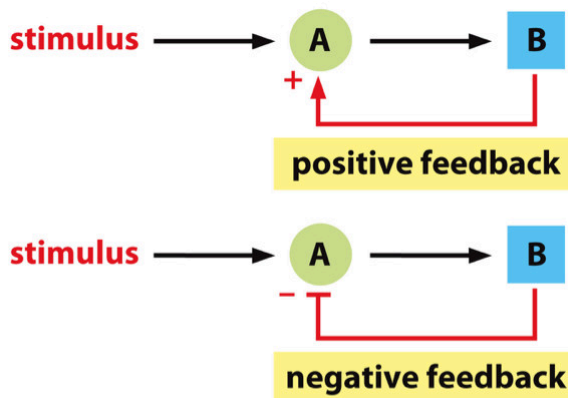 stimulus A B
+
positive feedback
stimulus A B
–
negative feedback